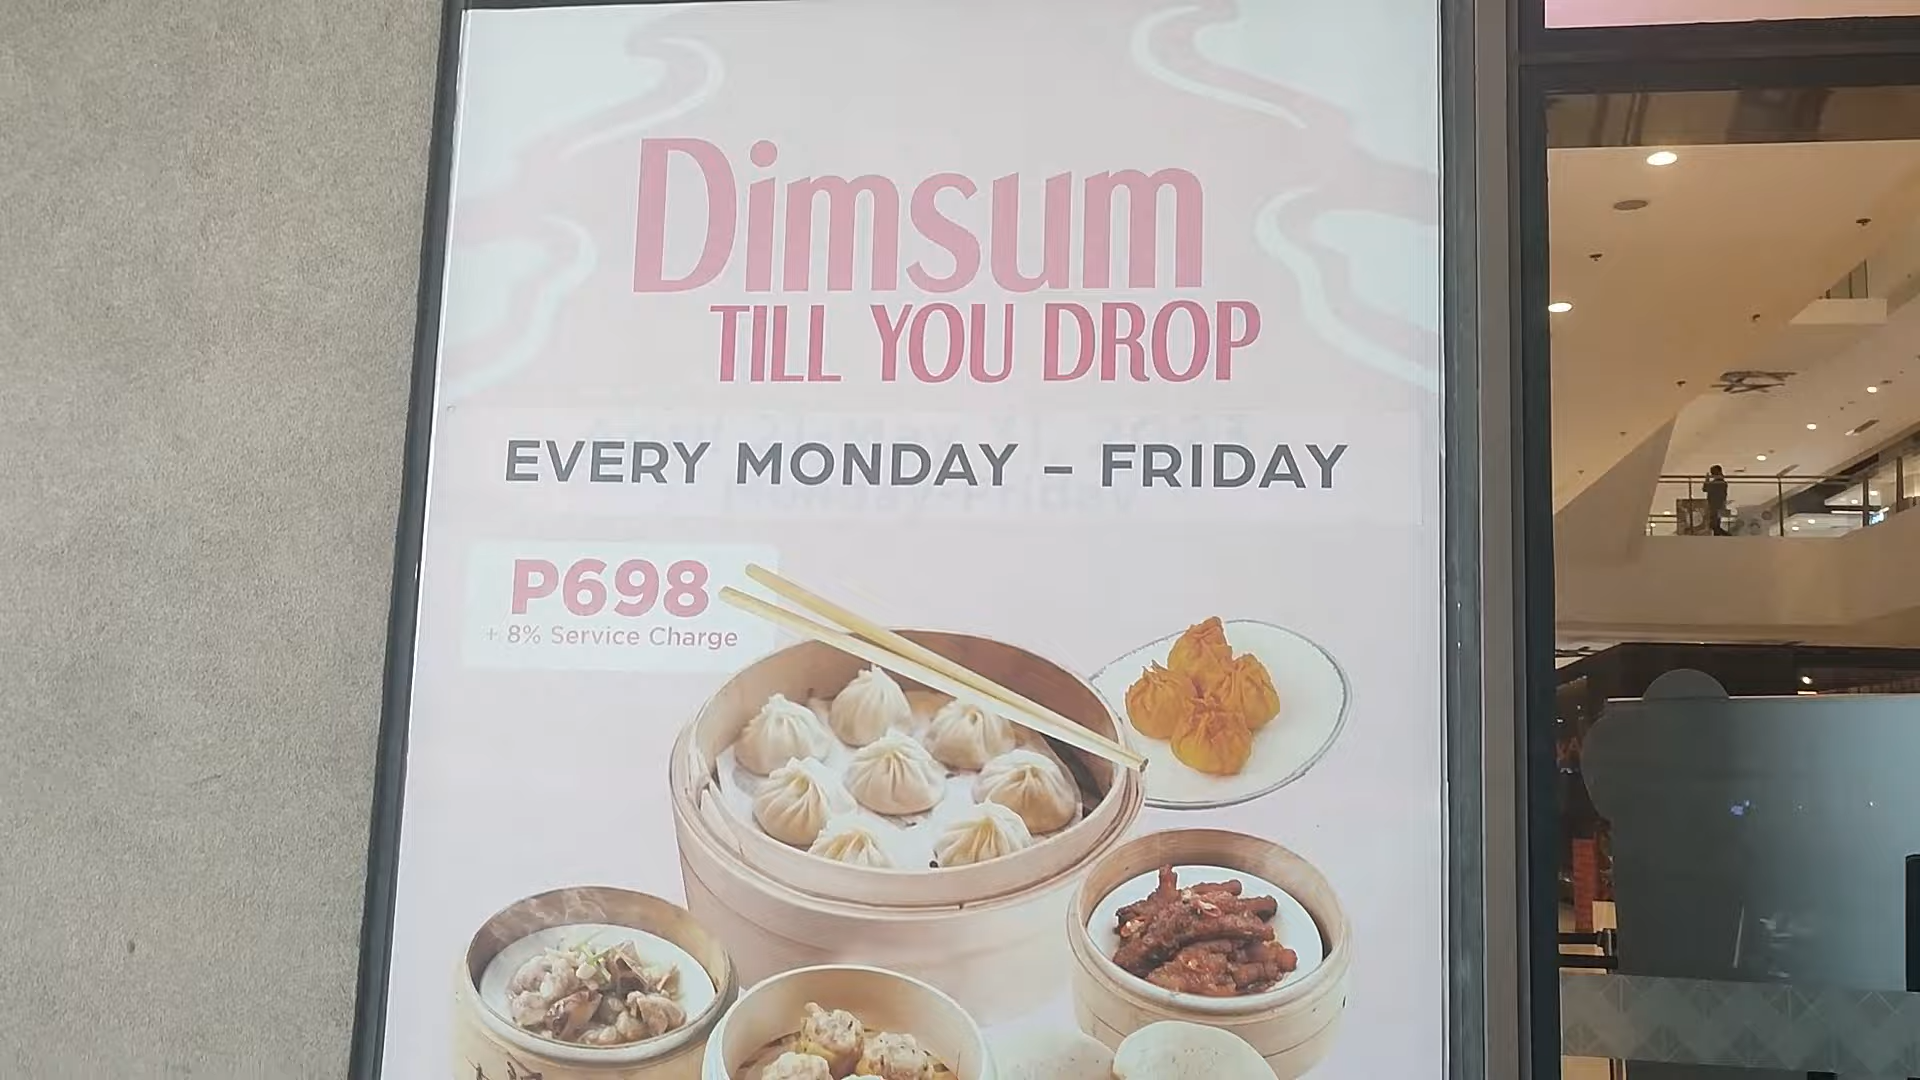 Dimsum
TILL YOU DROP
EVERY MONDAY – FRIDAY
P698
+ 8% Service Charge